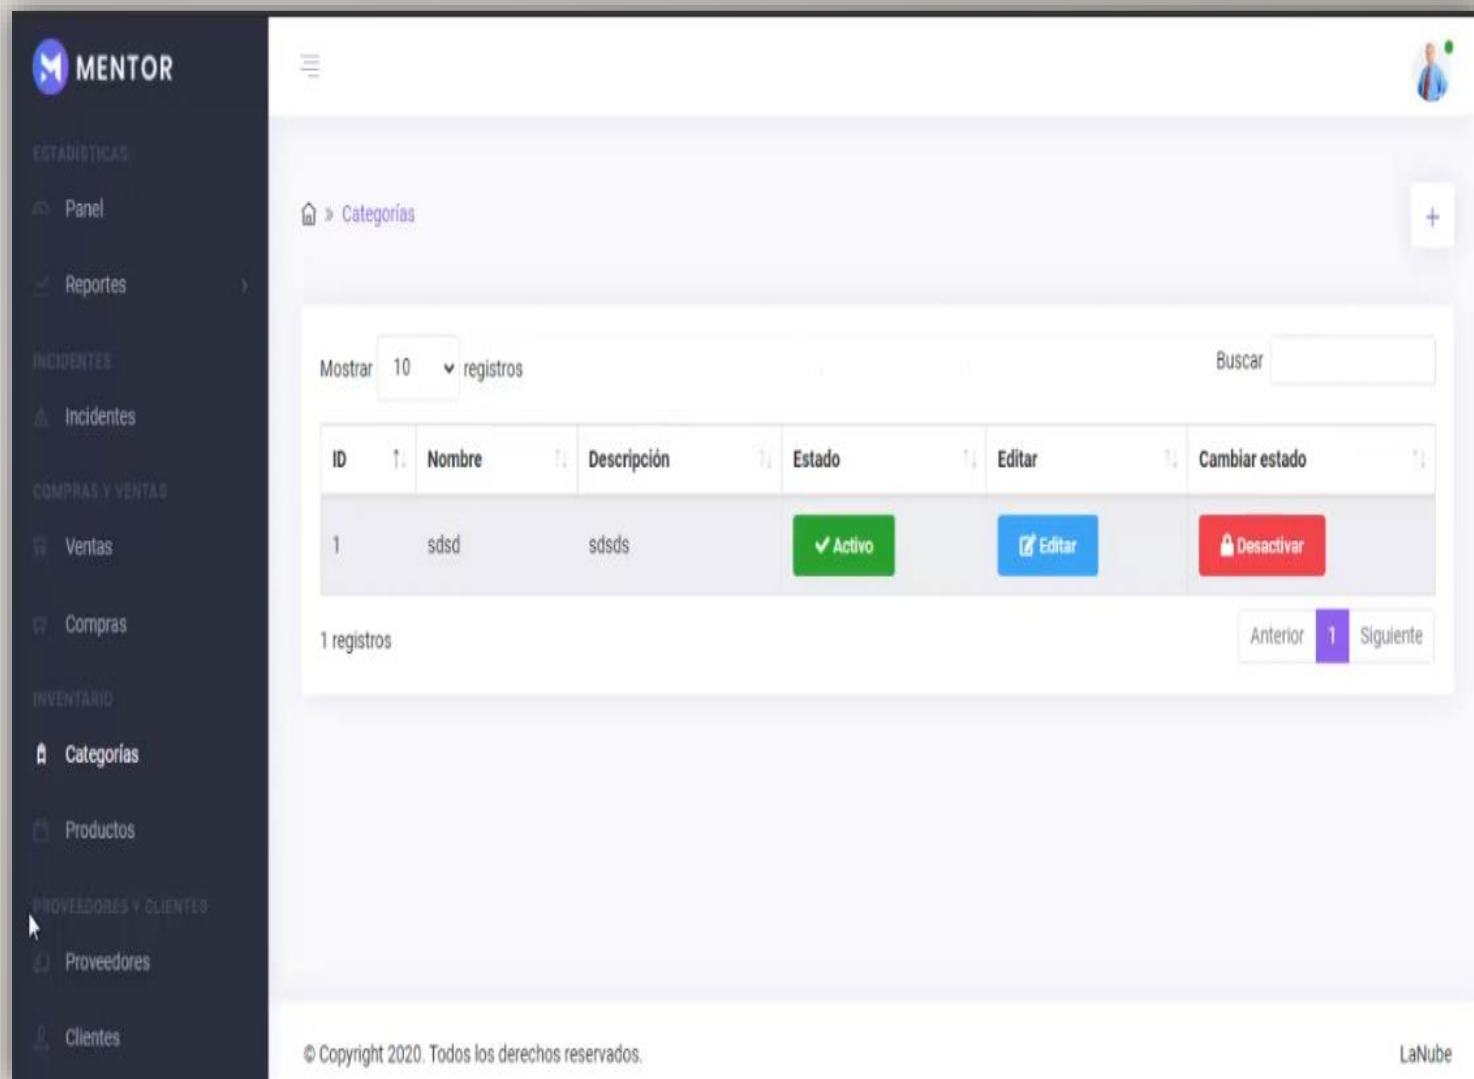 MENTOR
ESTADÍSTICAS
Panel
Reportes
INCIDENTES
Incidentes
COMPRAS Y VENTAS
Ventas
Compras
INVENTARIO
Categorías
Productos
PROVEEDORES Y CLIENTES
Proveedores
Clientes
» Categorías
+
Mostrar 10 registros
Buscar
ID Nombre Descripción Estado Editar Cambiar estado
1 sdsd sdsds Activo Editar Desactivar
1 registros
Anterior 1 Siguiente
© Copyright 2020. Todos los derechos reservados.
LaNube